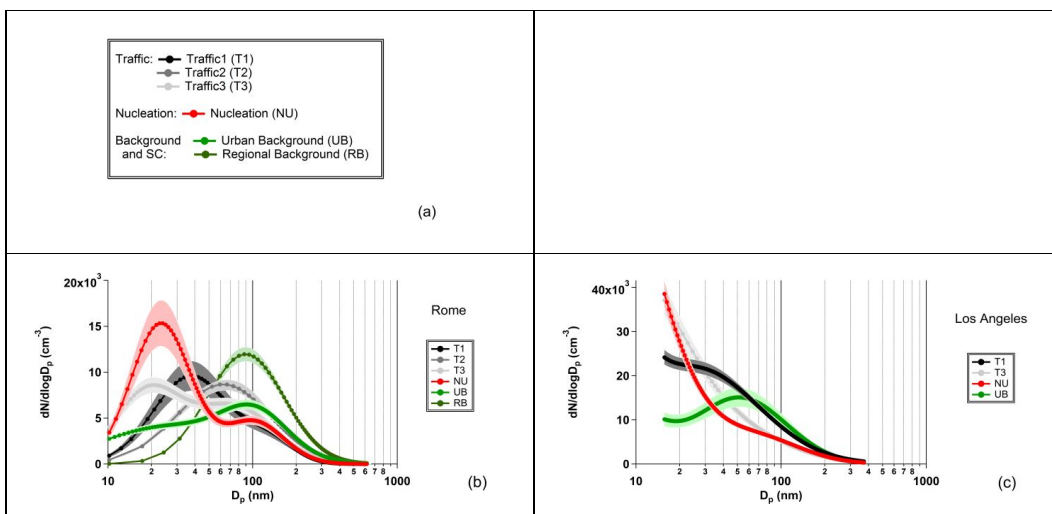 Traffic: Traffic1 (T1)
Traffic2 (T2)
Traffic3 (T3)
Nucleation: Nucleation (NU)
Background Urban Background (UB)
and SC: Regional Background (RB)
(a)
20x10³
15
10
5
0
dN/dlogDp (cm⁻³)
10 2 3 4 5 6 7 8 100 2 3 4 5 6 7 8 1000
Dp (nm)
Rome
T1
T2
T3
NU
UB
RB
(b)
40x10³
30
20
10
0
dN/dlogDp (cm⁻³)
10 2 3 4 5 6 7 8 100 2 3 4 5 6 7 8 1000
Dp (nm)
Los Angeles
T1
T3
NU
UB
(c)